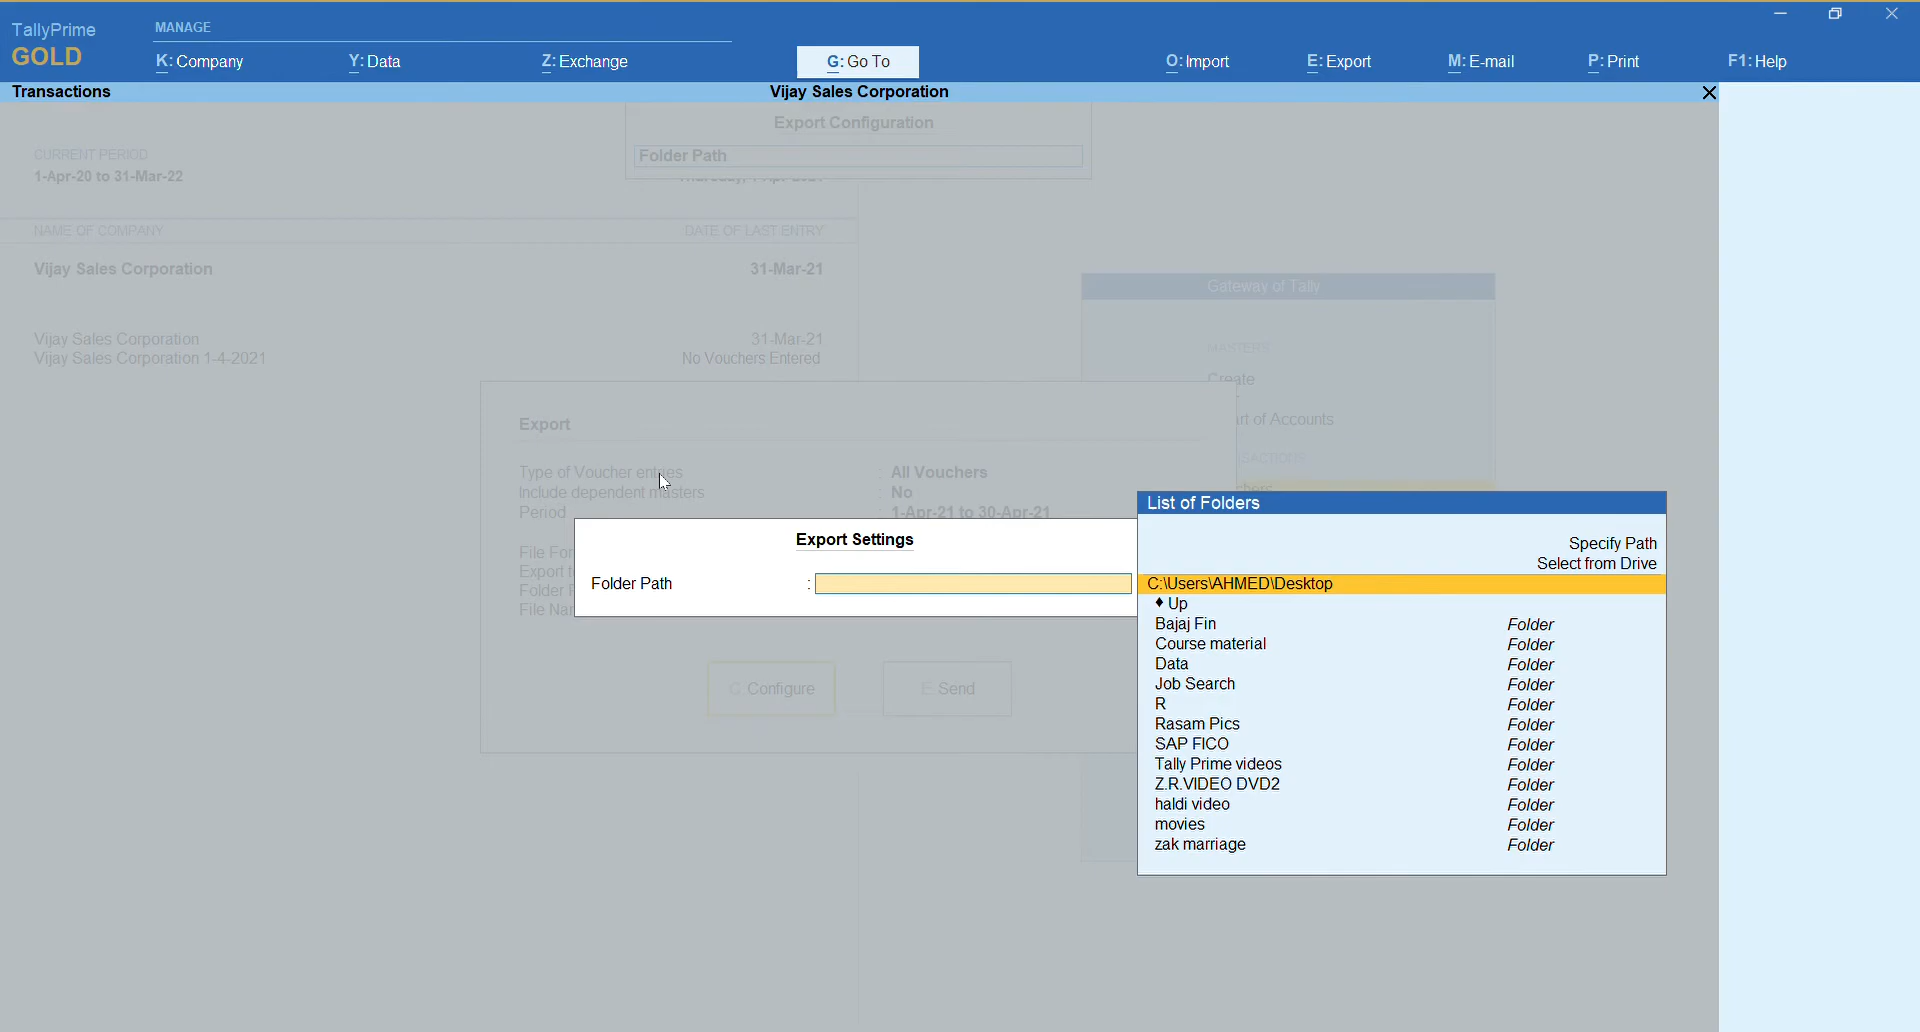 TallyPrime
GOLD
MANAGE
K: Company
Y: Data
Z: Exchange
G: Go To
O: Import
E: Export
M: E-mail
P: Print
F1: Help
Transactions
Vijay Sales Corporation
Export Configuration
Folder Path
CURRENT PERIOD
1-Apr-20 to 31-Mar-22
NAME OF COMPANY
DATE OF LAST ENTRY
Vijay Sales Corporation
31-Mar-21
Vijay Sales Corporation
31-Mar-21
Vijay Sales Corporation 1-4-2021
No Vouchers Entered
Gateway of Tally
MASTERS
Create
Export
Type of Voucher entries
All Vouchers
Include dependent masters
: No
Period
1-Apr-21 to 30-Apr-21
of Accounts
Export Settings
Folder Path :
C: Configure
E: Send
List of Folders
Specify Path
Select from Drive
C:\Users\AHMED\Desktop
♦ Up
Bajaj Fin Folder
Course material Folder
Data Folder
Job Search Folder
R Folder
Rasam Pics Folder
SAP FICO Folder
Tally Prime videos Folder
Z.R.VIDEO DVD2 Folder
haldi video Folder
movies Folder
zak marriage Folder